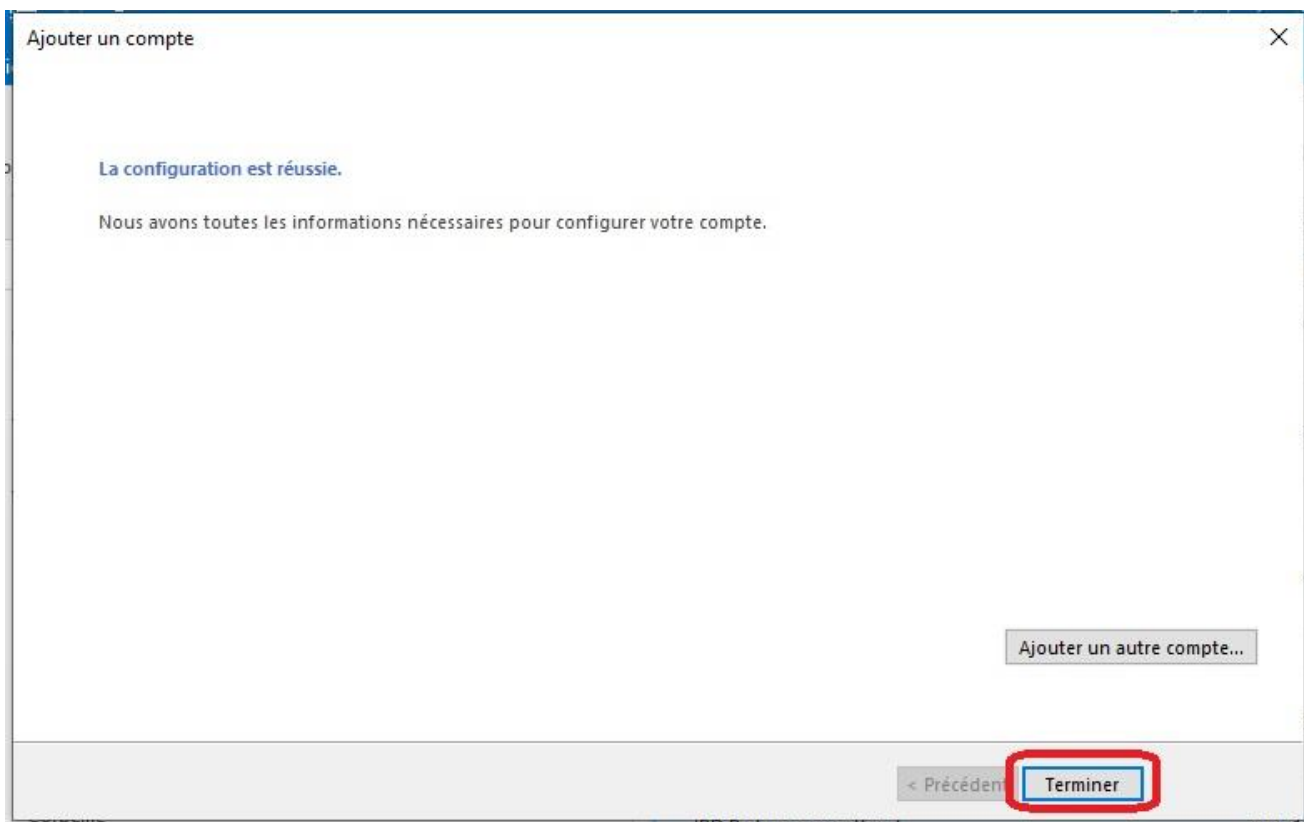 Ajouter un compte
La configuration est réussie.
Nous avons toutes les informations nécessaires pour configurer votre compte.
Ajouter un autre compte...
< Précédent
Terminer